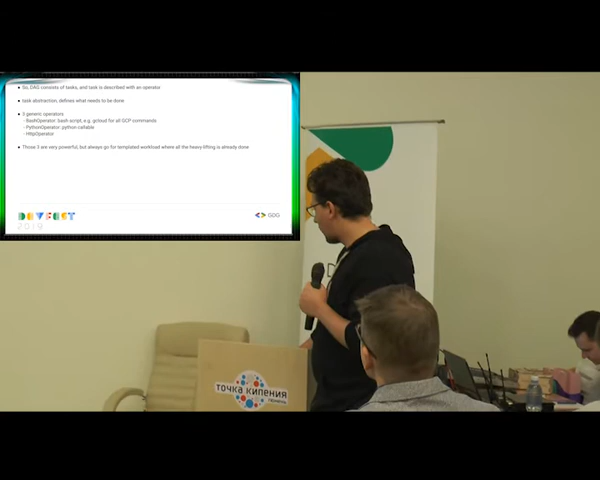 So, DAG consists of tasks, and task is described with an operator
task abstraction, defines what needs to be done
3 generic operators
- BashOperator: bash script, e.g. gcloud for all GCP commands
- PythonOperator: python callable
- HttpOperator
Those 3 are very powerful, but always go for templated workload where all the heavy-lifting is already done
DEVFEST
2019
GDG
точка кипения
тюмень